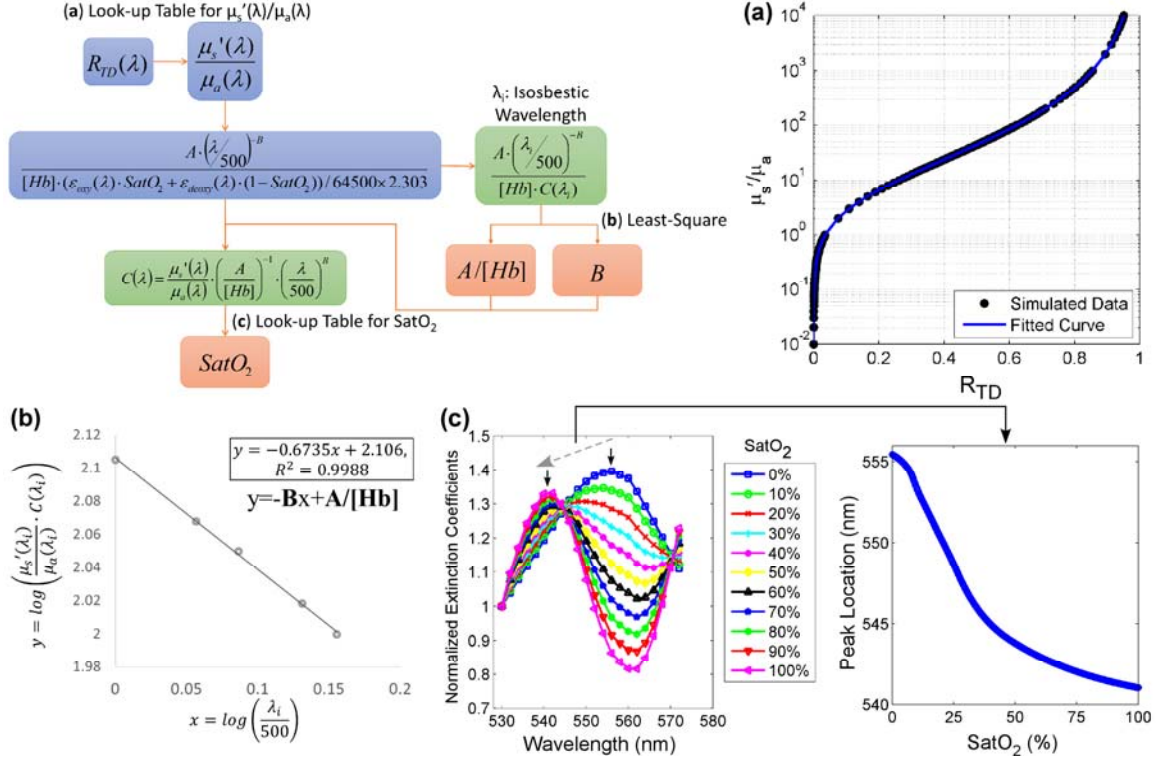 (a) Look-up Table for μs'(λ)/μa(λ)
R_TD(λ)
μs'(λ)
μa(λ)
λi: Isosbestic
Wavelength
A·(λ/500)^-B
[Hb]·(εoxy(λ)·SatO2+εdeoxy(λ)·(1-SatO2))/64500×2.303
A·(λi/500)^-B
[Hb]·C(λi)
(b) Least-Square
C(λ)=μs'(λ)/μa(λ)·(A/[Hb])^-1·(λ/500)^B
A/[Hb]
B
(c) Look-up Table for SatO2
SatO2
(a)
μs'/μa
10^4
10^3
10^2
10^1
10^0
10^-1
10^-2
Simulated Data
Fitted Curve
0
0.2
0.4
0.6
0.8
1
R_TD
(b)
y = log(μs'(λi)/μa(λi)·C(λi))
2.12
2.1
2.08
2.06
2.04
2.02
2
1.98
y = −0.6735x + 2.106,
R² = 0.9988
y=-Bx+A/[Hb]
0
0.05
0.1
0.15
0.2
x = log(λi/500)
(c)
Normalized Extinction Coefficients
1.5
1.4
1.3
1.2
1.1
1
0.9
0.8
0.7
530
540
550
560
570
580
Wavelength (nm)
SatO2
0%
10%
20%
30%
40%
50%
60%
70%
80%
90%
100%
Peak Location (nm)
555
550
545
540
0
25
50
75
100
SatO2 (%)